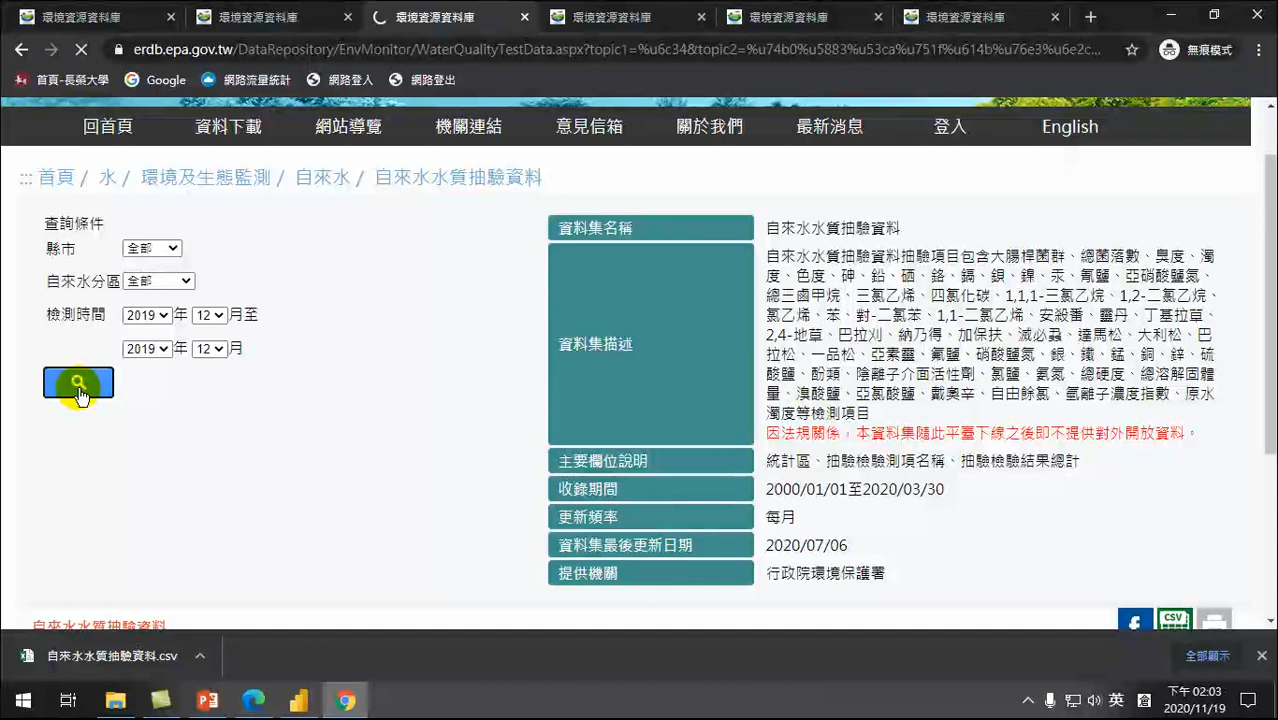 環境資源資料庫
環境資源資料庫
環境資源資料庫
環境資源資料庫
環境資源資料庫
環境資源資料庫
erdb.epa.gov.tw/DataRepository/EnvMonitor/WaterQualityTestData.aspx?topic1=%u6c34&topic2=%u74b0%u5883%u53ca%u751f%u614b%u76e3%u6e2c...
無痕模式
首頁-長榮大學
Google
網路流量統計
網路登入
網路登出
回首頁
資料下載
網站導覽
機關連結
意見信箱
關於我們
最新消息
登入
English
::: 首頁 / 水 / 環境及生態監測 / 自來水 / 自來水水質抽驗資料
查詢條件
縣市 全部
自來水分區 全部
檢測時間 2019 年 12 月至
2019 年 12 月
資料集名稱
自來水水質抽驗資料
資料集描述
自來水水質抽驗資料抽驗項目包含大腸桿菌群、總菌落數、臭度、濁
度、色度、砷、鉛、硒、鉻、鎘、鋇、鎳、汞、氰鹽、亞硝酸鹽氮、
總三鹵甲烷、三氯乙烯、四氯化碳、1,1,1-三氯乙烷、1,2-二氯乙烷、
氯乙烯、苯、對-二氯苯、1,1-二氯乙烯、安殺番、靈丹、丁基拉草、
2,4-地草、巴拉刈、納乃得、加保扶、滅必蝨、達馬松、大利松、巴
拉松、一品松、亞素靈、氟鹽、硝酸鹽氮、銀、鐵、錳、銅、鋅、硫
酸鹽、酚類、陰離子介面活性劑、氯鹽、氨氮、總硬度、總溶解固體
量、溴酸鹽、亞氯酸鹽、戴奧辛、自由餘氯、氫離子濃度指數、原水
濁度等檢測項目
因法規關係，本資料集隨此平臺下線之後即不提供對外開放資料。
主要欄位說明
統計區、抽驗檢驗測項名稱、抽驗檢驗結果總計
收錄期間
2000/01/01至2020/03/30
更新頻率
每月
資料集最後更新日期
2020/07/06
提供機關
行政院環境保護署
自來水水質抽驗資料
CSV
自來水水質抽驗資料.csv
全部顯示
英
下午 02:03
2020/11/19